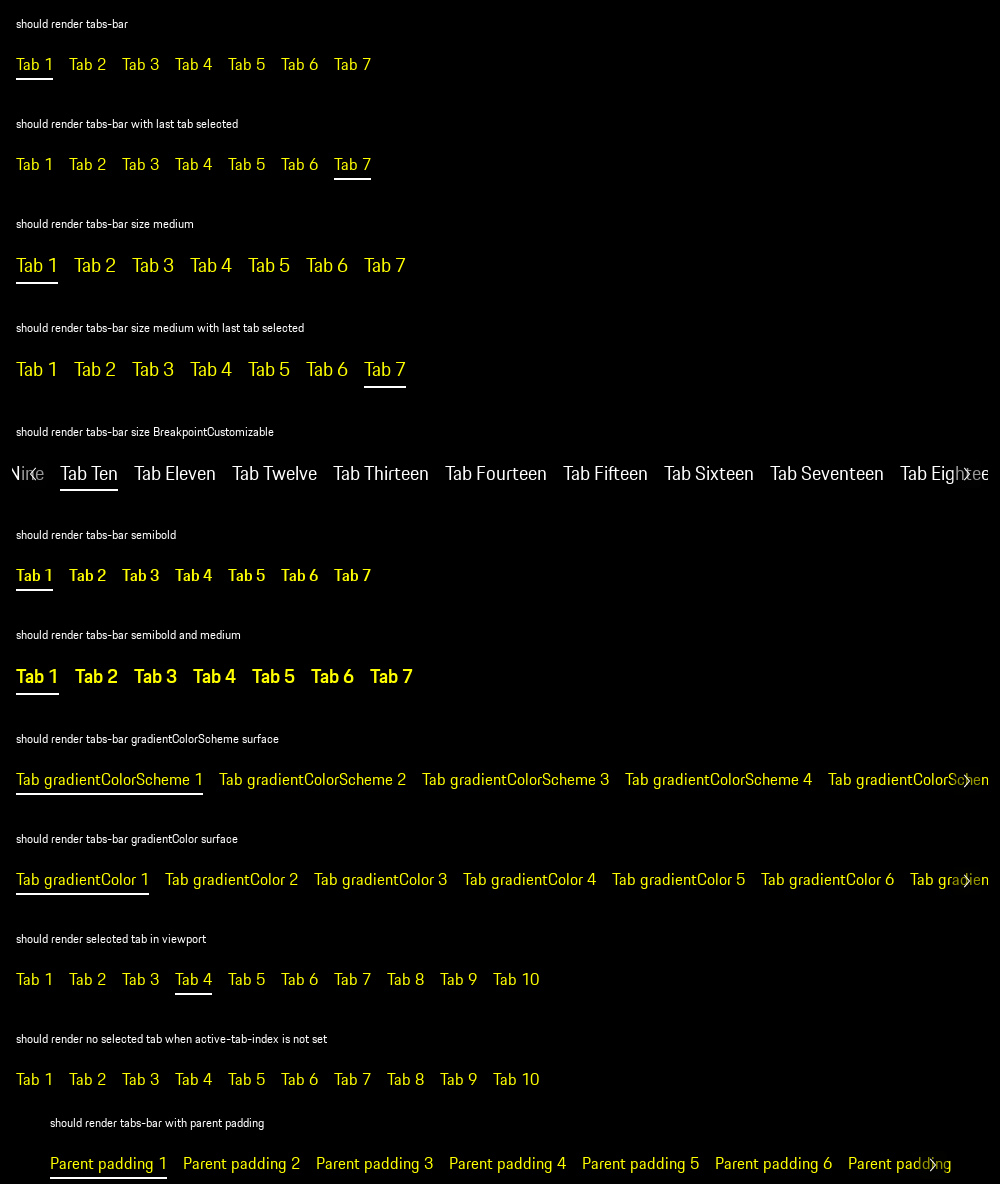 should render tabs-bar
Tab 1 Tab 2 Tab 3 Tab 4 Tab 5 Tab 6 Tab 7
should render tabs-bar with last tab selected
Tab 1 Tab 2 Tab 3 Tab 4 Tab 5 Tab 6 Tab 7
should render tabs-bar size medium
Tab 1 Tab 2 Tab 3 Tab 4 Tab 5 Tab 6 Tab 7
should render tabs-bar size medium with last tab selected
Tab 1 Tab 2 Tab 3 Tab 4 Tab 5 Tab 6 Tab 7
should render tabs-bar size BreakpointCustomizable
Nine Tab Ten Tab Eleven Tab Twelve Tab Thirteen Tab Fourteen Tab Fifteen Tab Sixteen Tab Seventeen Tab Eightee
should render tabs-bar semibold
Tab 1 Tab 2 Tab 3 Tab 4 Tab 5 Tab 6 Tab 7
should render tabs-bar semibold and medium
Tab 1 Tab 2 Tab 3 Tab 4 Tab 5 Tab 6 Tab 7
should render tabs-bar gradientColorScheme surface
Tab gradientColorScheme 1 Tab gradientColorScheme 2 Tab gradientColorScheme 3 Tab gradientColorScheme 4 Tab gradientColorSchem
should render tabs-bar gradientColor surface
Tab gradientColor 1 Tab gradientColor 2 Tab gradientColor 3 Tab gradientColor 4 Tab gradientColor 5 Tab gradientColor 6 Tab gradien
should render selected tab in viewport
Tab 1 Tab 2 Tab 3 Tab 4 Tab 5 Tab 6 Tab 7 Tab 8 Tab 9 Tab 10
should render no selected tab when active-tab-index is not set
Tab 1 Tab 2 Tab 3 Tab 4 Tab 5 Tab 6 Tab 7 Tab 8 Tab 9 Tab 10
should render tabs-bar with parent padding
Parent padding 1 Parent padding 2 Parent padding 3 Parent padding 4 Parent padding 5 Parent padding 6 Parent padding